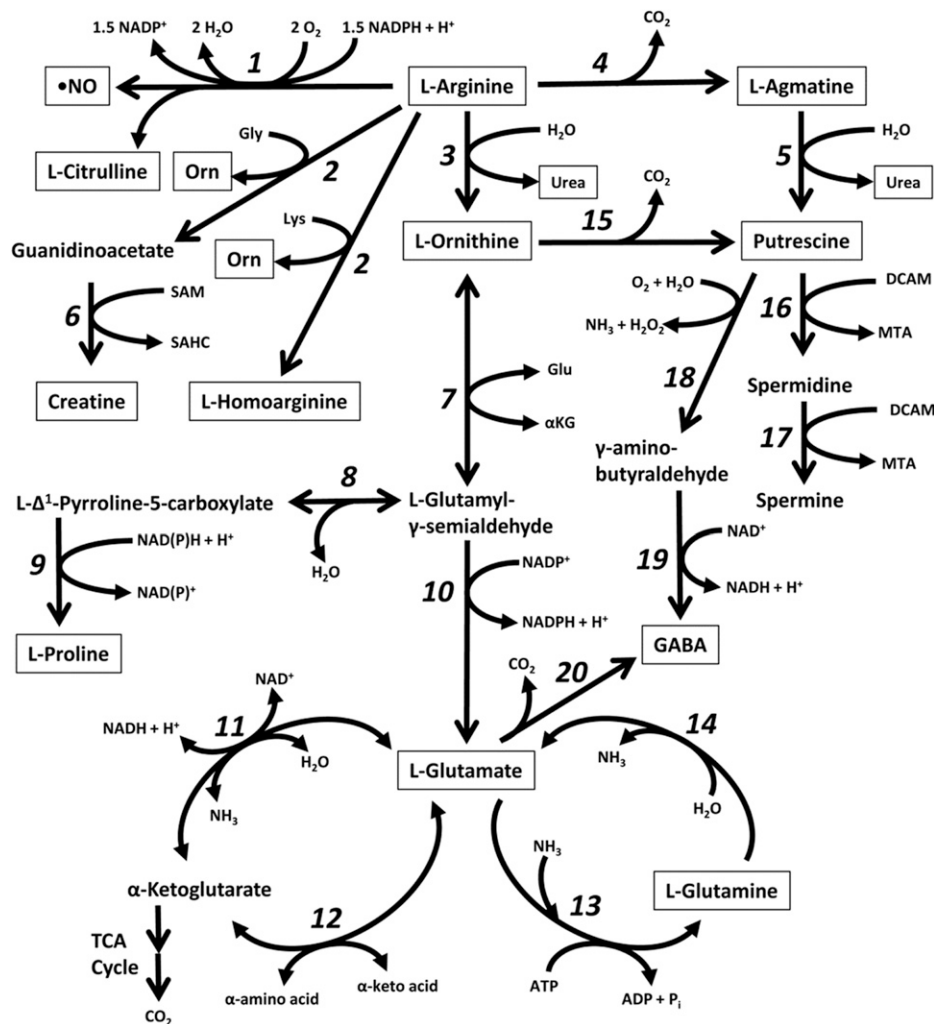 1.5 NADP⁺ 2 H₂O 2 O₂ 1.5 NADPH + H⁺ CO₂
1 4
•NO L-Arginine L-Agmatine
Gly H₂O H₂O
L-Citrulline Orn 2 3 Urea CO₂ 5 Urea
Lys 15
Guanidinoacetate Orn 2 L-Ornithine Putrescine
SAM O₂ + H₂O DCAM
6 16
SAHC NH₃ + H₂O₂ MTA
Glu 18
Creatine L-Homoarginine 7 Spermidine
αKG DCAM
γ-amino-
butyraldehyde
17
MTA
8
L-Δ¹-Pyrroline-5-carboxylate L-Glutamyl-
γ-semialdehyde
Spermine
NAD(P)H + H⁺ H₂O NADP⁺ NAD⁺
9 10 19
NAD(P)⁺ NADPH + H⁺ NADH + H⁺
L-Proline CO₂ 20 GABA
NAD⁺
NADH + H⁺ 11 14
H₂O L-Glutamate NH₃
NH₃ H₂O
NH₃
α-Ketoglutarate L-Glutamine
12 13
TCA
Cycle
α-amino acid α-keto acid ATP ADP + Pᵢ
CO₂